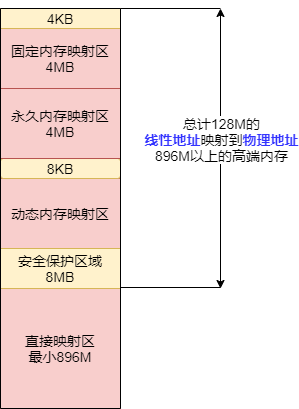 4KB
固定内存映射区
4MB
永久内存映射区
4MB
8KB
动态内存映射区
安全保护区域
8MB
直接映射区
最小896M
总计128M的
线性地址映射到物理地址
896M以上的高端内存